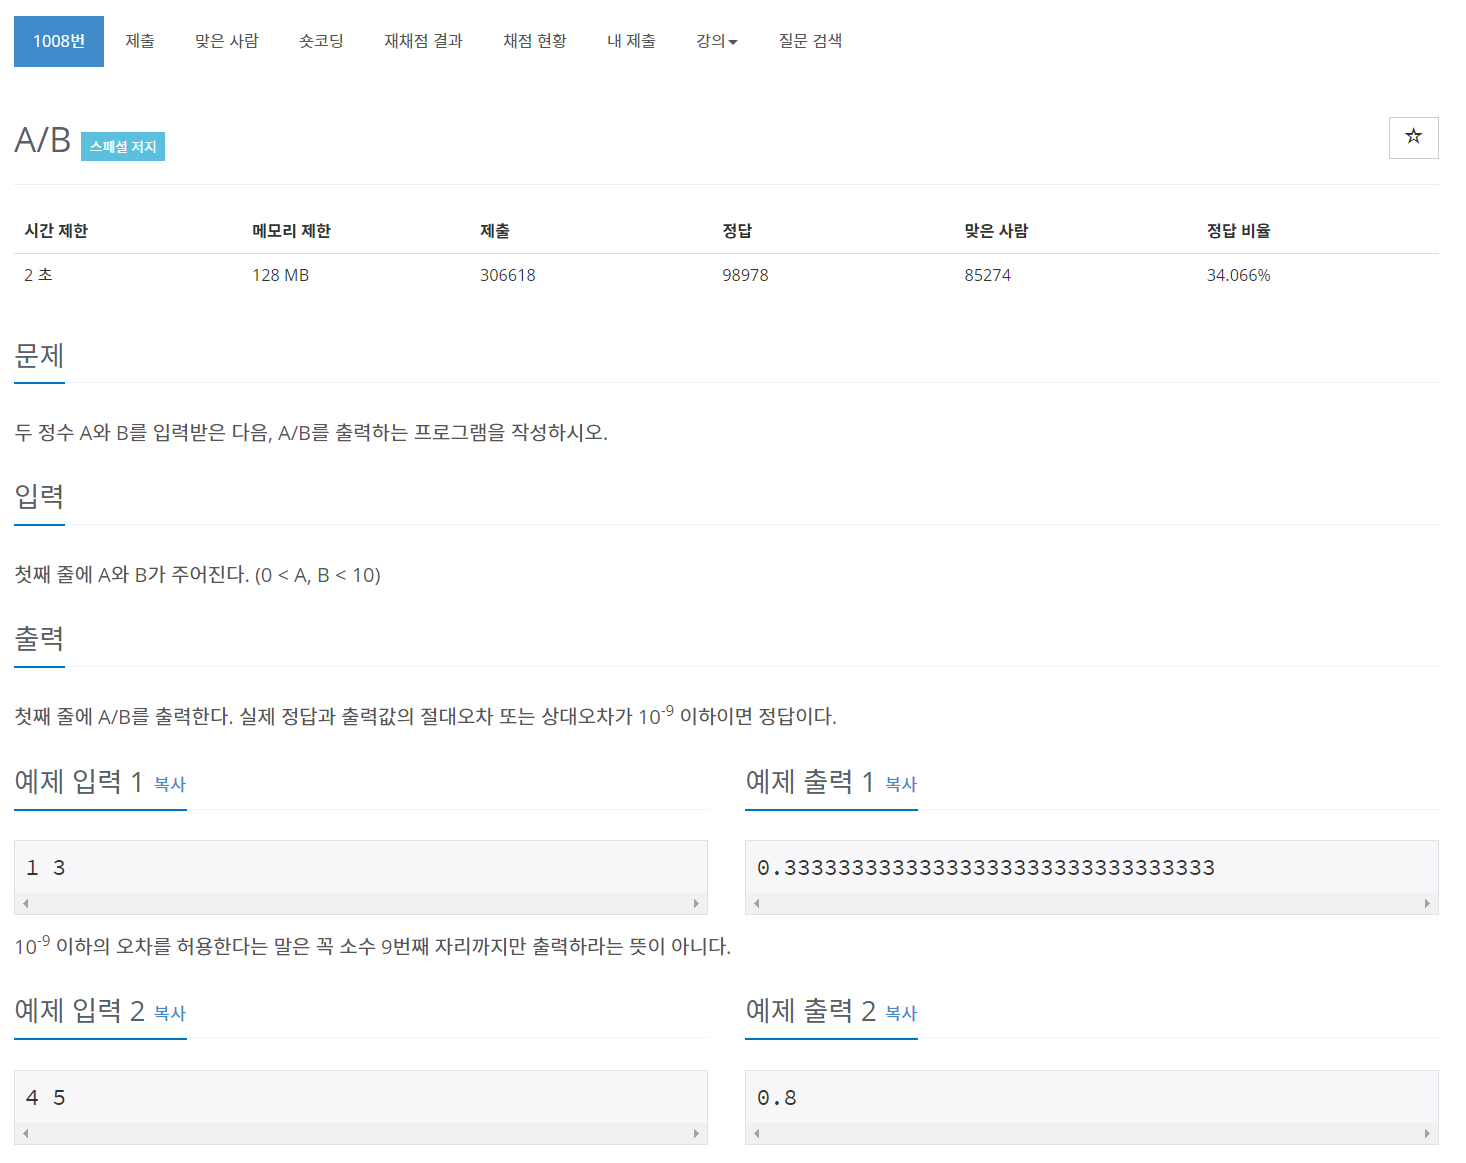 1008번 제출 맞은 사람 숏코딩 재채점 결과 채점 현황 내 제출 강의 질문 검색
A/B 스페셜 저지
시간 제한 메모리 제한 제출 정답 맞은 사람 정답 비율
2 초 128 MB 306618 98978 85274 34.066%
문제
두 정수 A와 B를 입력받은 다음, A/B를 출력하는 프로그램을 작성하시오.
입력
첫째 줄에 A와 B가 주어진다. (0 < A, B < 10)
출력
첫째 줄에 A/B를 출력한다. 실제 정답과 출력값의 절대오차 또는 상대오차가 10⁻⁹ 이하이면 정답이다.
예제 입력 1 복사
1 3
예제 출력 1 복사
0.33333333333333333333333333333333
10⁻⁹ 이하의 오차를 허용한다는 말은 꼭 소수 9번째 자리까지만 출력하라는 뜻이 아니다.
예제 입력 2 복사
4 5
예제 출력 2 복사
0.8